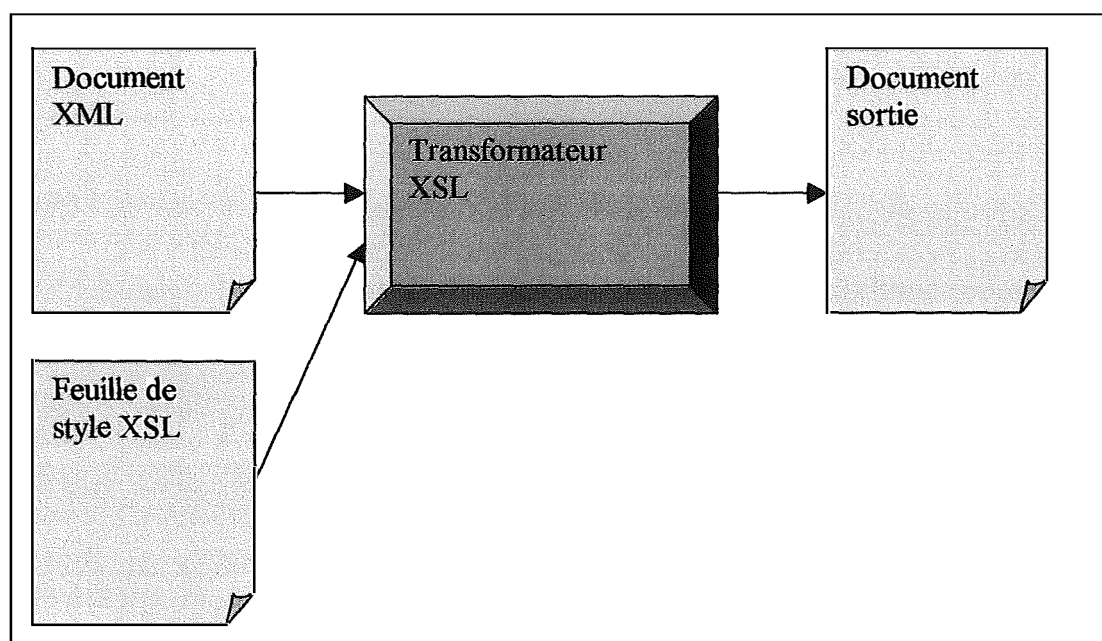 Document
XML
Transformateur
XSL
Document
sortie
Feuille de
style XSL